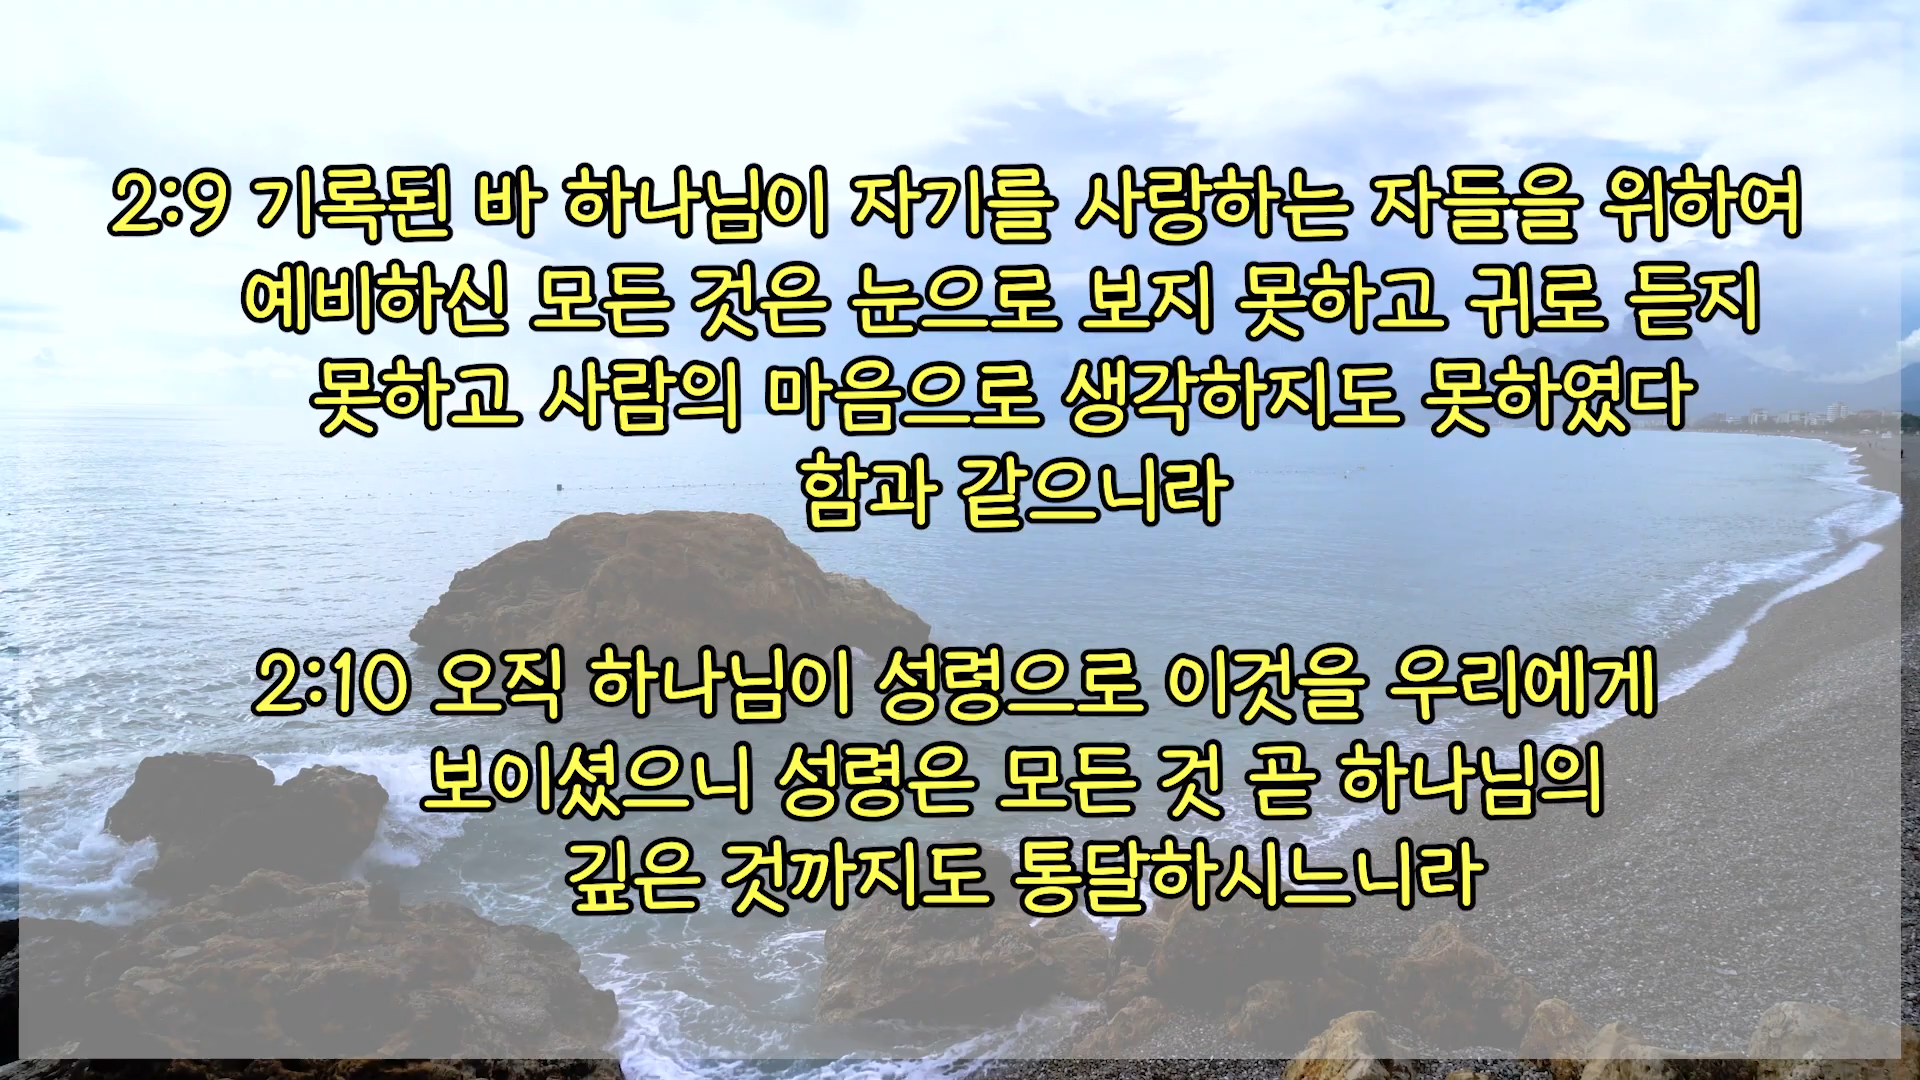 2:9 기록된 바 하나님이 자기를 사랑하는 자들을 위하여
예비하신 모든 것은 눈으로 보지 못하고 귀로 듣지
못하고 사람의 마음으로 생각하지도 못하였다
함과 같으니라
2:10 오직 하나님이 성령으로 이것을 우리에게
보이셨으니 성령은 모든 것 곧 하나님의
깊은 것까지도 통달하시느니라